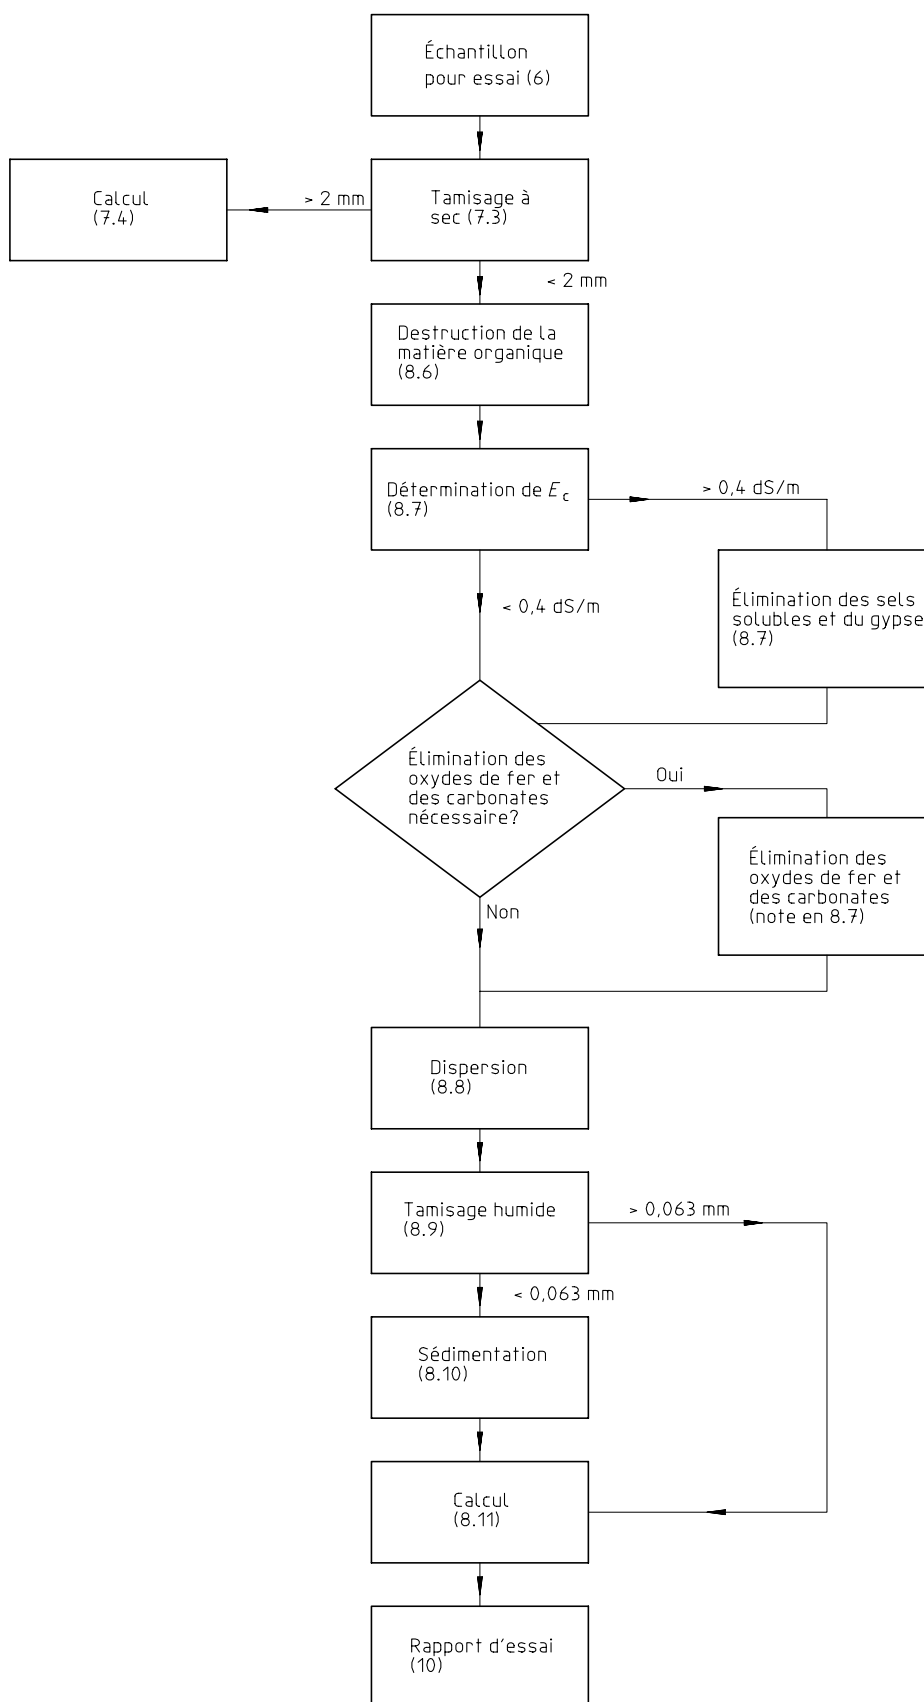 Échantillon
pour essai (6)
Calcul
(7.4)
> 2 mm
Tamisage à
sec (7.3)
< 2 mm
Destruction de la
matière organique
(8.6)
Détermination de Ec
(8.7)
> 0,4 dS/m
< 0,4 dS/m
Élimination des sels
solubles et du gypse
(8.7)
Élimination des
oxydes de fer et
des carbonates
nécessaire?
Oui
Élimination des
oxydes de fer et
des carbonates
(note en 8.7)
Non
Dispersion
(8.8)
Tamisage humide
(8.9)
> 0,063 mm
< 0,063 mm
Sédimentation
(8.10)
Calcul
(8.11)
Rapport d'essai
(10)